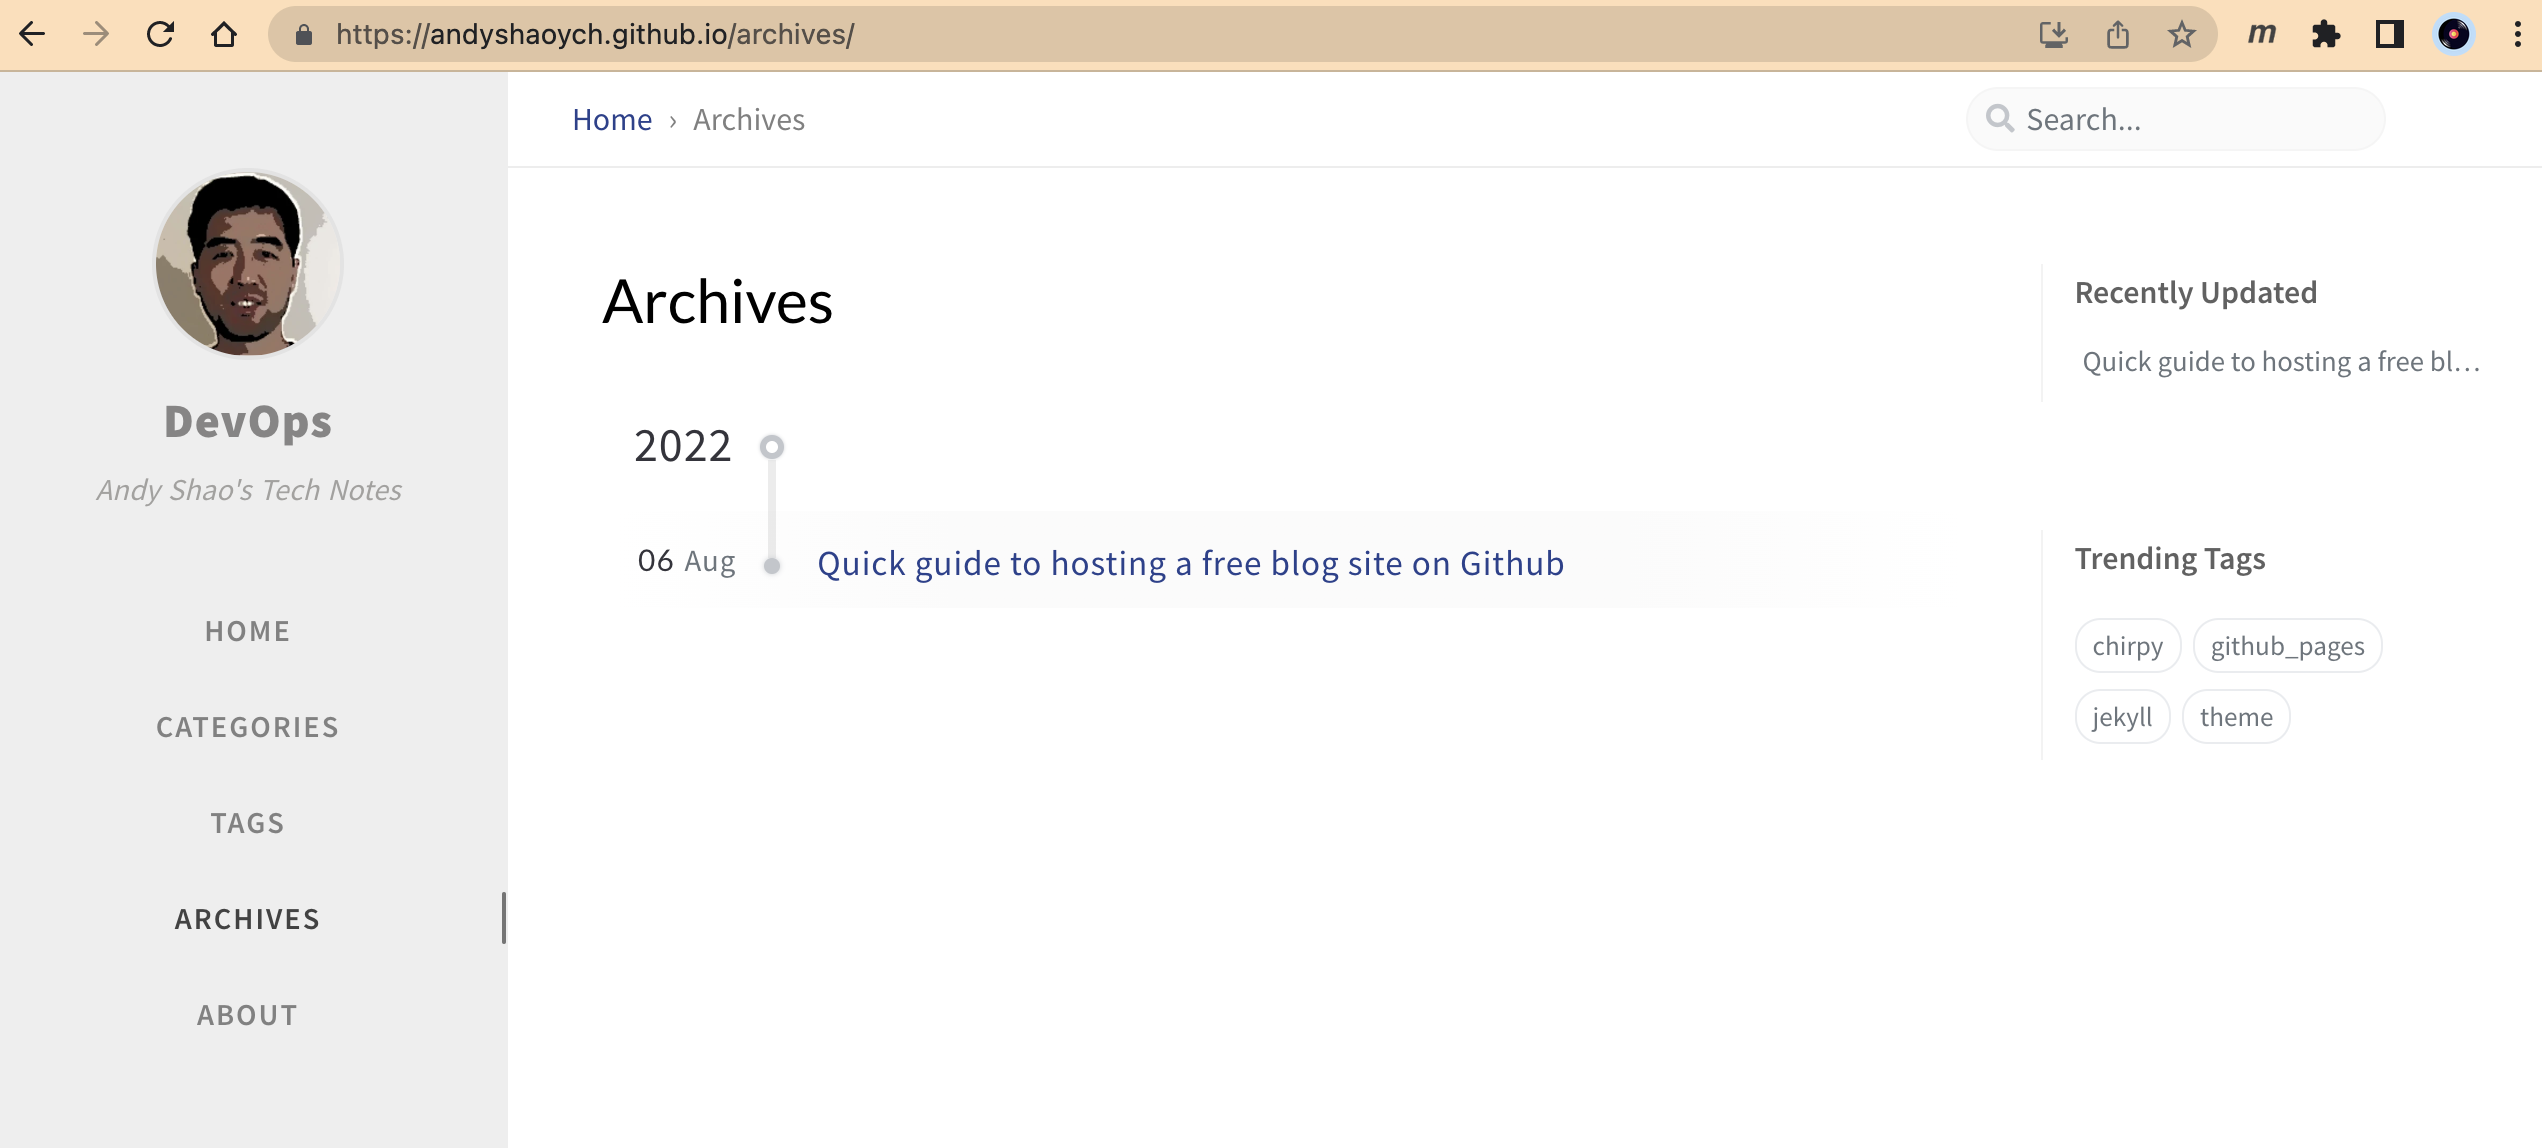 https://andyshaoych.github.io/archives/
m
Home › Archives
Search...
DevOps
Andy Shao's Tech Notes
HOME
CATEGORIES
TAGS
ARCHIVES
ABOUT
Archives
2022
06 Aug Quick guide to hosting a free blog site on Github
Recently Updated
Quick guide to hosting a free bl...
Trending Tags
chirpy github_pages
jekyll theme